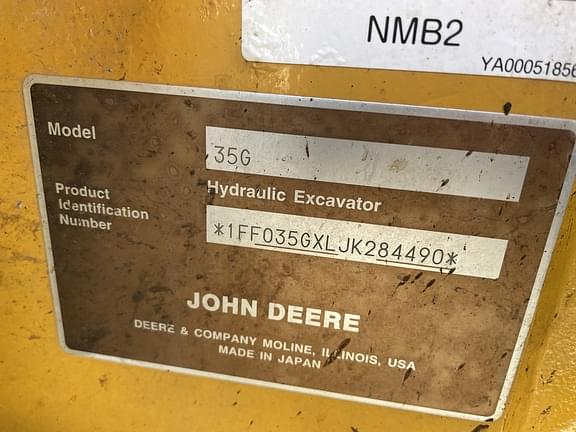 NMB2
YA00051856
Model
35G
Hydraulic Excavator
Product
Identification
Number
*1FF035GXLJK284490*
JOHN DEERE
DEERE & COMPANY MOLINE, ILLINOIS, USA
MADE IN JAPAN